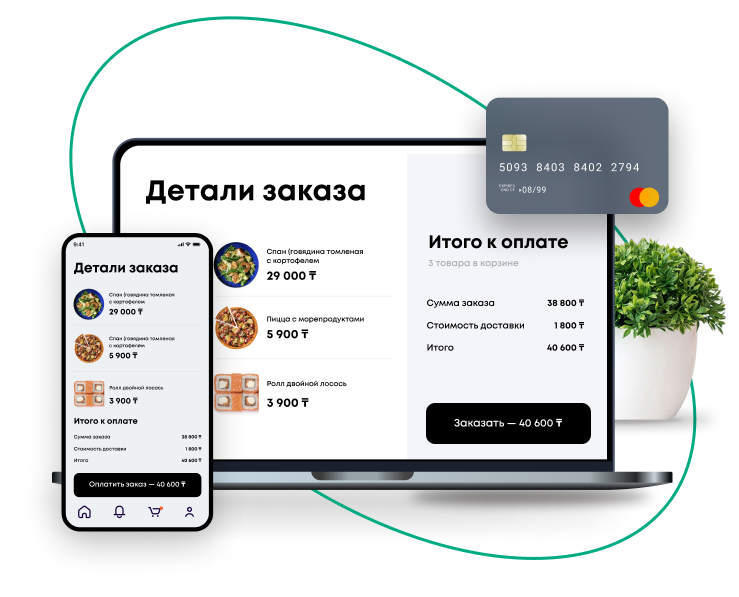 Детали заказа
Спан (говядина томленая
с картофелем
29 000 ₸
Пицца с морепродуктами
5 900 ₸
Ролл двойной лосось
3 900 ₸
Итого к оплате
3 товара в корзине
Сумма заказа 38 800 ₸
Стоимость доставки 1 800 ₸
Итого 40 600 ₸
Заказать — 40 600 ₸
5093 8403 8402 2794
EXPIRES
END OF ▸08/99
9:41
Детали заказа
Спан (говядина томленая
с картофелем
29 000 ₸
Спан (говядина томленая
с картофелем
5 900 ₸
Ролл двойной лосось
3 900 ₸
Итого к оплате
Сумма заказа 38 800 ₸
Стоимость доставки 1 800 ₸
Итого 40 600 ₸
Оплатить заказ — 40 600 ₸